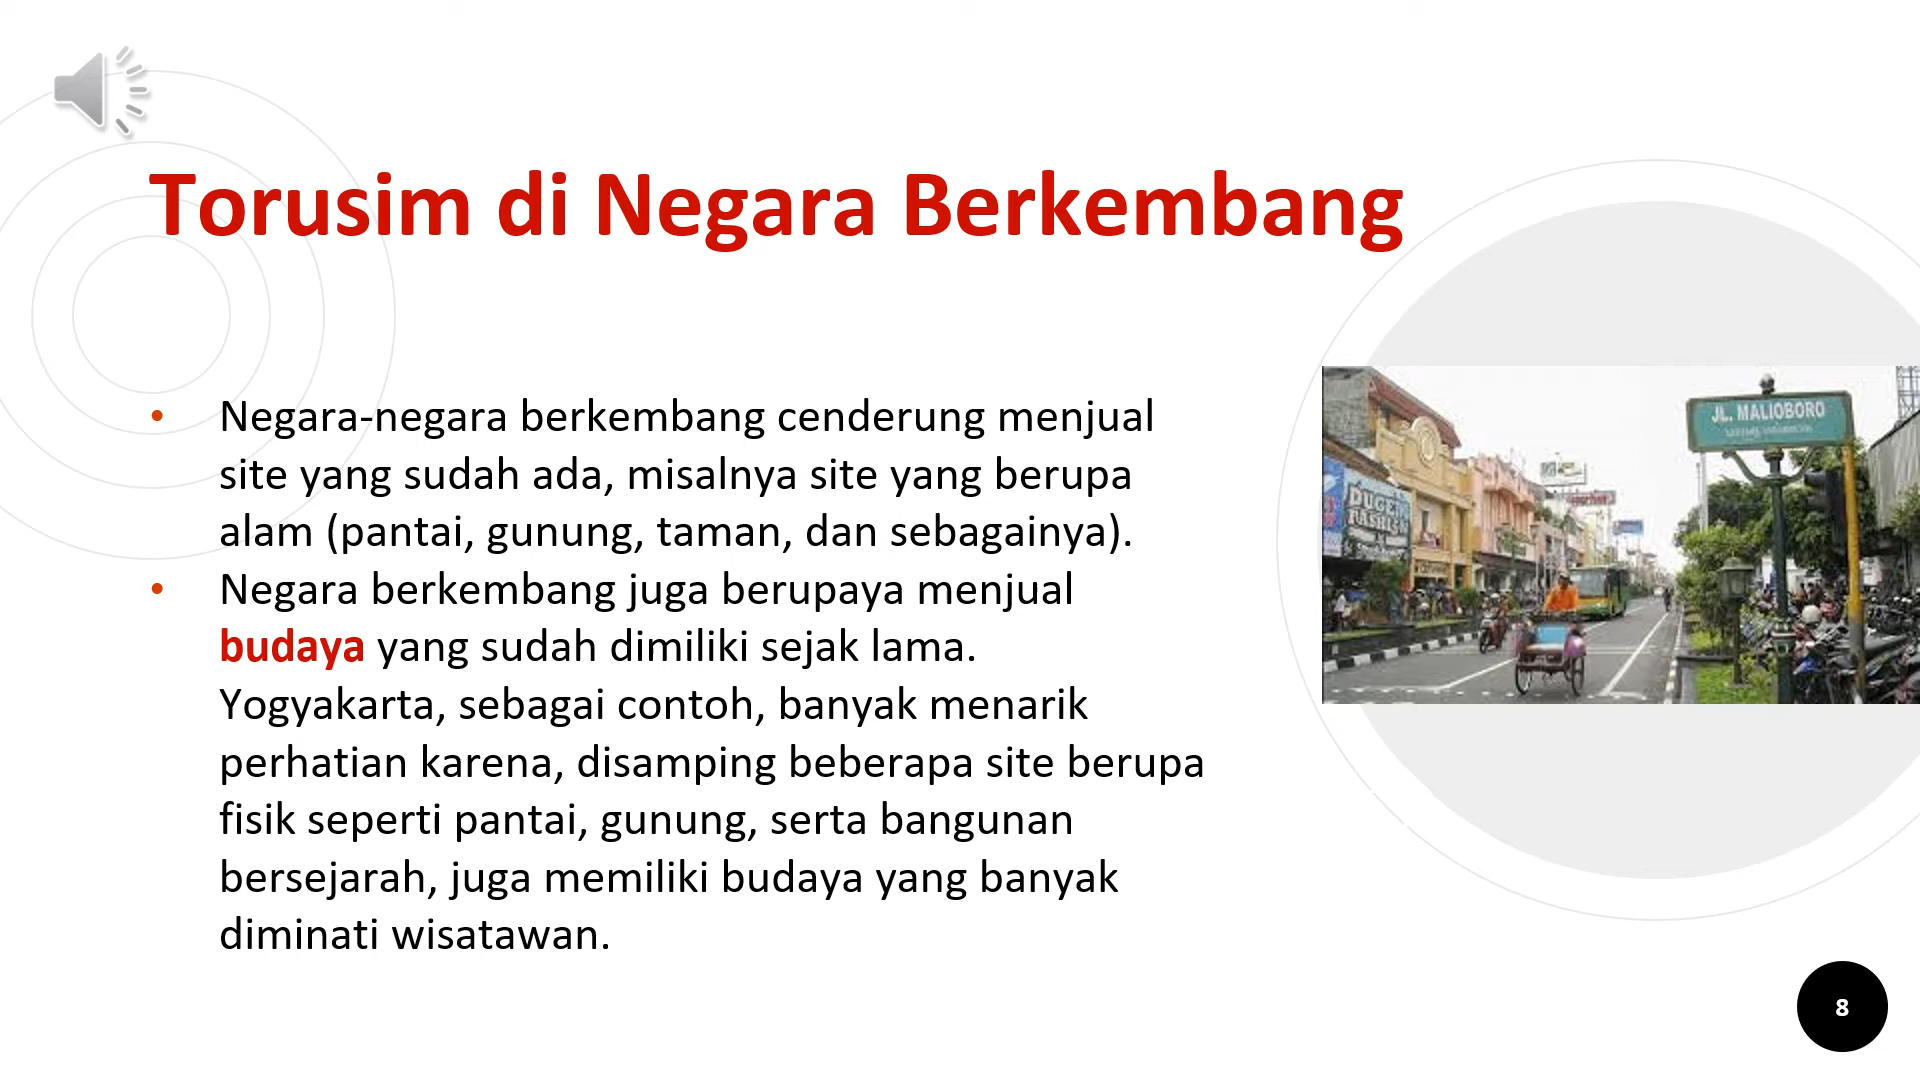 Torusim di Negara Berkembang
• Negara-negara berkembang cenderung menjual
site yang sudah ada, misalnya site yang berupa
alam (pantai, gunung, taman, dan sebagainya).
• Negara berkembang juga berupaya menjual
budaya yang sudah dimiliki sejak lama.
Yogyakarta, sebagai contoh, banyak menarik
perhatian karena, disamping beberapa site berupa
fisik seperti pantai, gunung, serta bangunan
bersejarah, juga memiliki budaya yang banyak
diminati wisatawan.
JL. MALIOBORO
8